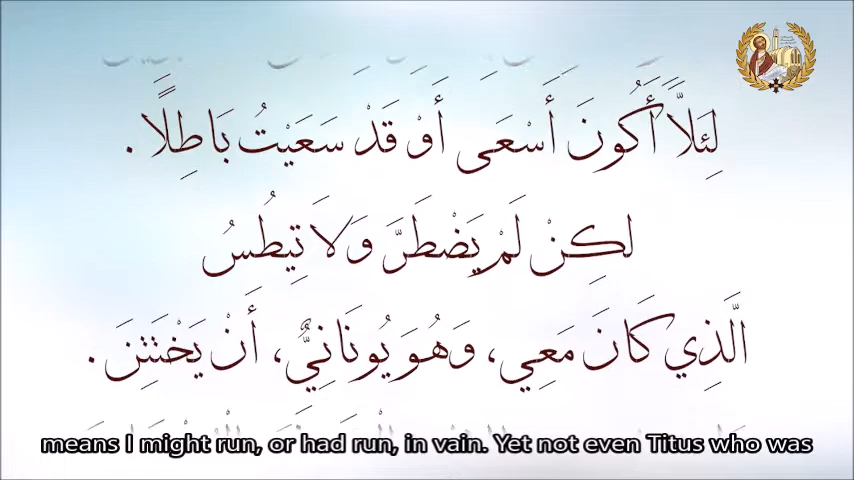 لِئَلاَّ أَكُونَ أَسْعَى أَوْ قَدْ سَعَيْتُ بَاطِلًا.
لكِنْ لَمْ يَضْطَرَّ وَلاَ تِيطُسُ
الَّذِي كَانَ مَعِي، وَهُوَ يُونَانِيٌّ، أَنْ يَخْتَتِنَ.
means I might run, or had run, in vain. Yet not even Titus who was